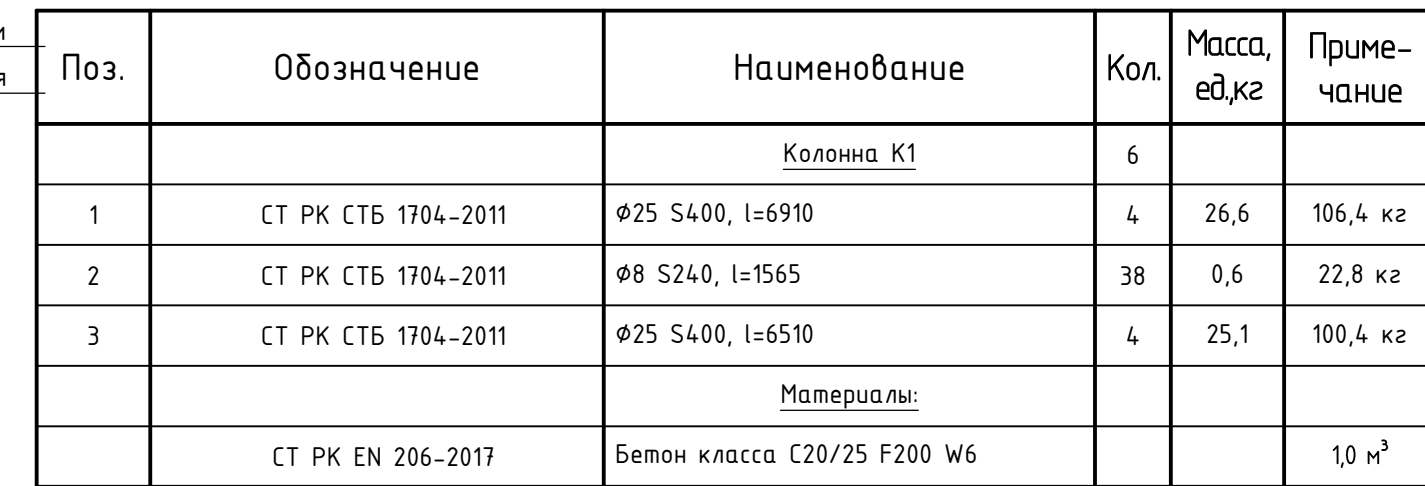 Поз. Обозначение Наименование Кол. Масса, ед.,кг Приме-чание
Колонна К1 6
1 СТ РК СТБ 1704-2011 Ф25 S400, l=6910 4 26,6 106,4 кг
2 СТ РК СТБ 1704-2011 Ф8 S240, l=1565 38 0,6 22,8 кг
3 СТ РК СТБ 1704-2011 Ф25 S400, l=6510 4 25,1 100,4 кг
Материалы:
СТ РК EN 206-2017 Бетон класса С20/25 F200 W6 1,0 м³